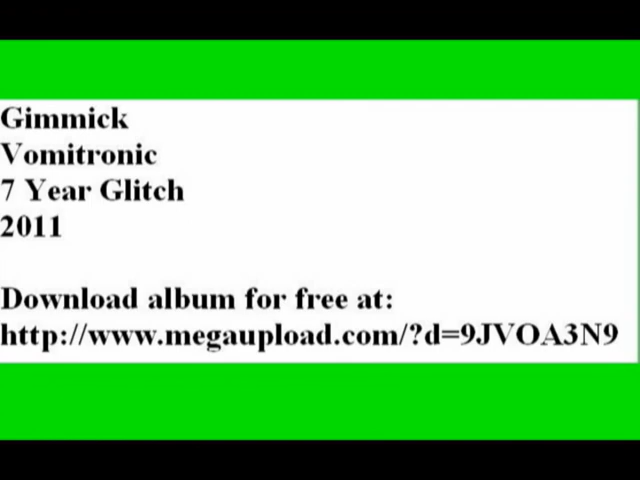 Gimmick
Vomitronic
7 Year Glitch
2011
Download album for free at:
http://www.megaupload.com/?d=9JVOA3N9